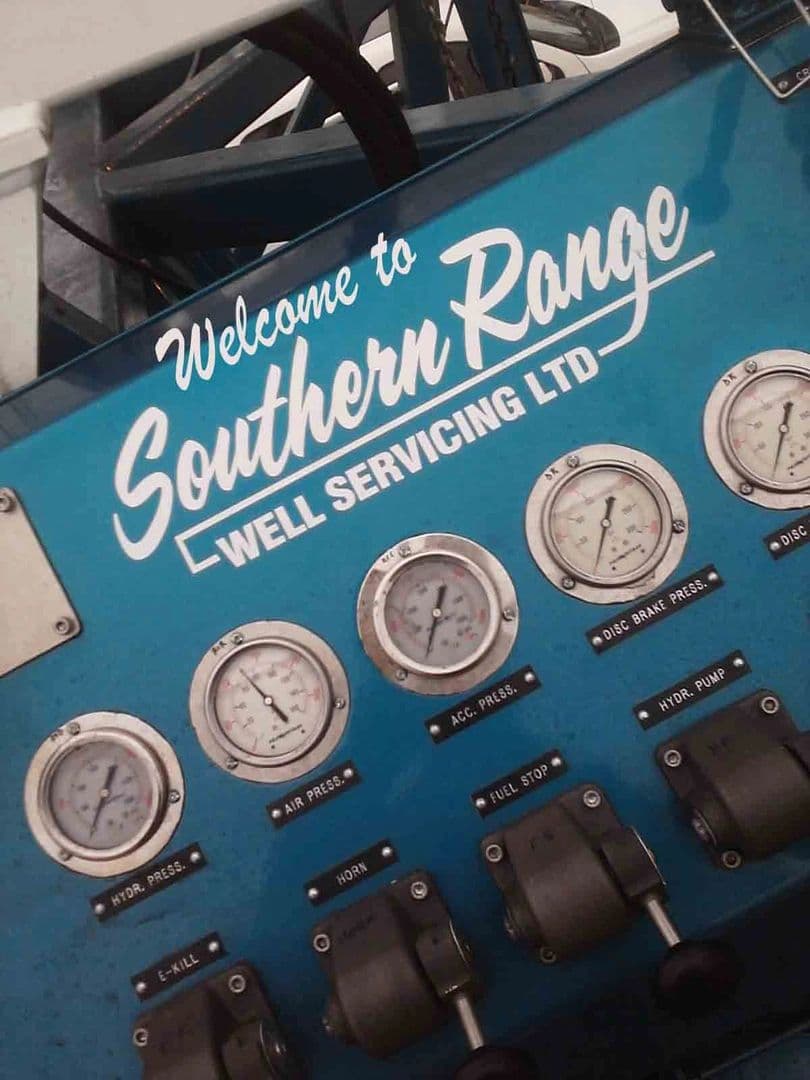 Welcome to
Southern Range
WELL SERVICING LTD
DISC
DISC BRAKE PRESS.
ACC. PRESS.
AIR PRESS.
HYDR. PRESS.
HYDR. PUMP
FUEL STOP
HORN
E-KILL